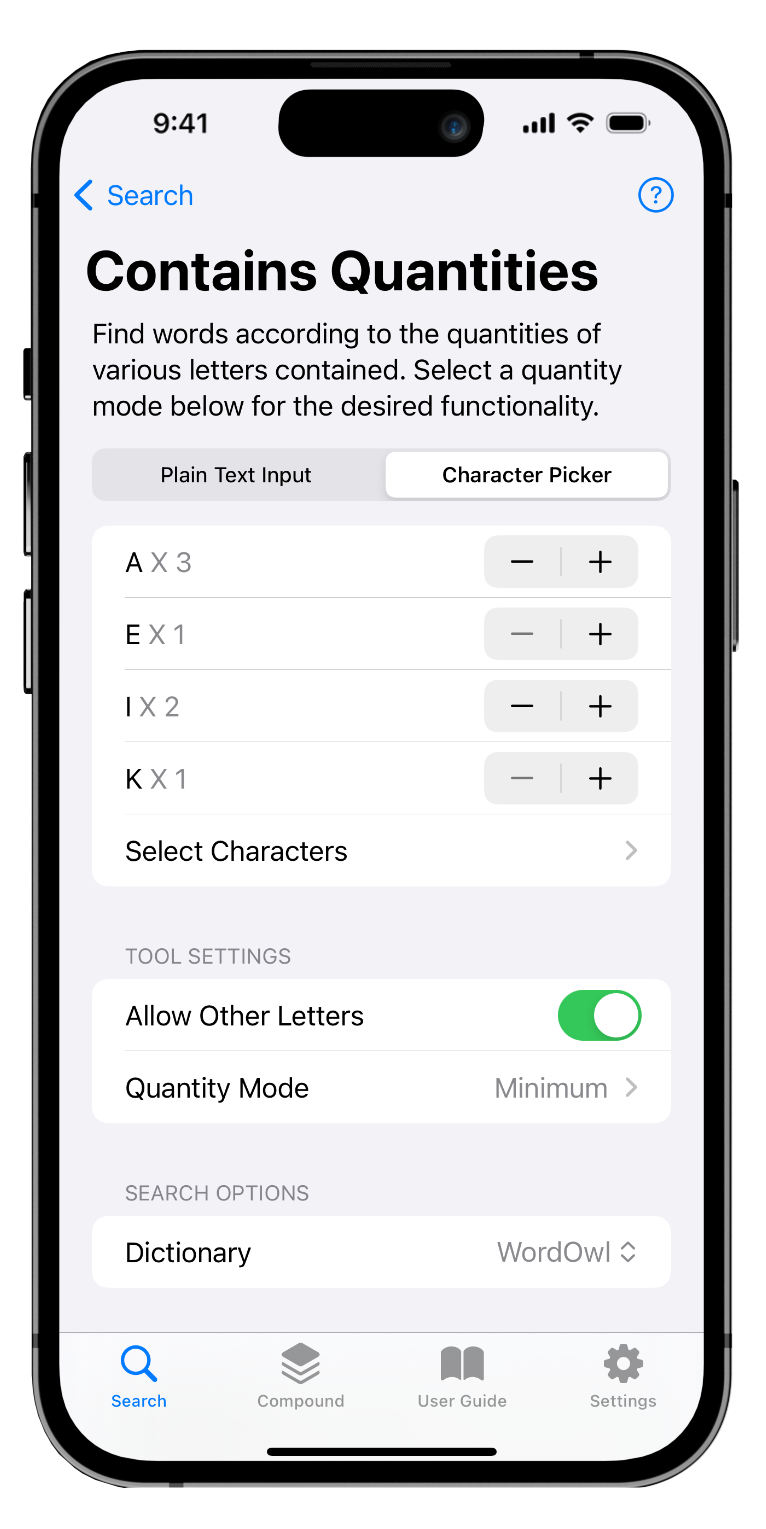 9:41
Search
?
Contains Quantities
Find words according to the quantities of
various letters contained. Select a quantity
mode below for the desired functionality.
Plain Text Input Character Picker
A X 3
E X 1
I X 2
K X 1
Select Characters
TOOL SETTINGS
Allow Other Letters
Quantity Mode Minimum
SEARCH OPTIONS
Dictionary WordOwl
Search Compound User Guide Settings